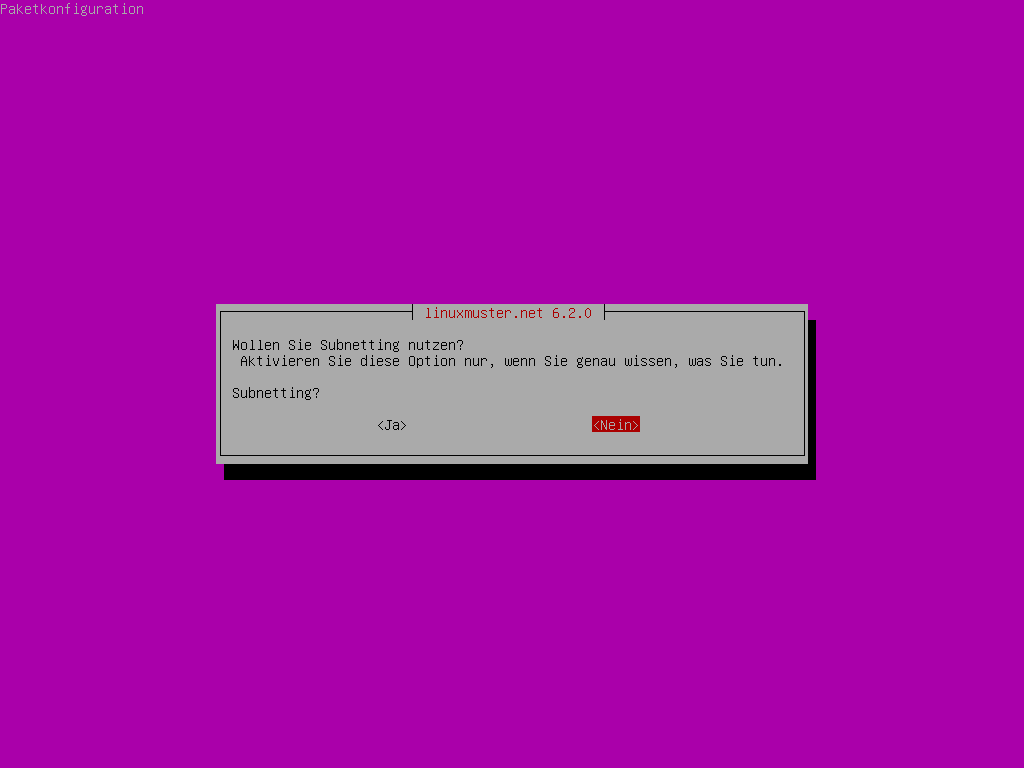 Paketkonfiguration
linuxmuster.net 6.2.0
Wollen Sie Subnetting nutzen?
Aktivieren Sie diese Option nur, wenn Sie genau wissen, was Sie tun.
Subnetting?
<Ja> <Nein>